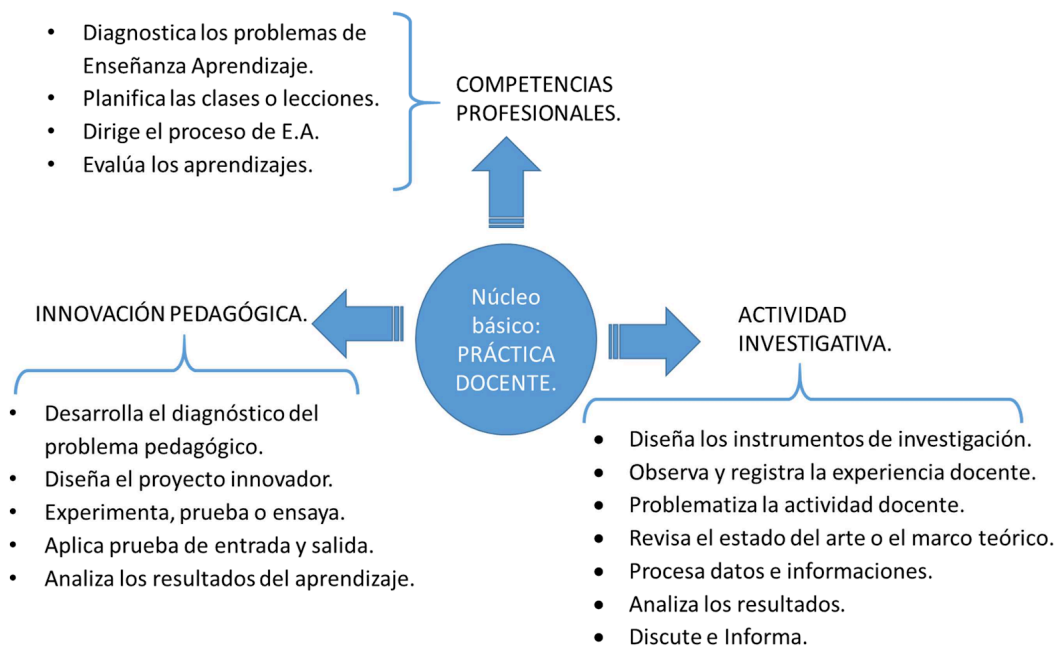 • Diagnostica los problemas de
Enseñanza Aprendizaje.
• Planifica las clases o lecciones.
• Dirige el proceso de E.A.
• Evalúa los aprendizajes.
COMPETENCIAS
PROFESIONALES.
Núcleo
básico:
PRÁCTICA
DOCENTE.
INNOVACIÓN PEDAGÓGICA.
• Desarrolla el diagnóstico del
problema pedagógico.
• Diseña el proyecto innovador.
• Experimenta, prueba o ensaya.
• Aplica prueba de entrada y salida.
• Analiza los resultados del aprendizaje.
ACTIVIDAD
INVESTIGATIVA.
• Diseña los instrumentos de investigación.
• Observa y registra la experiencia docente.
• Problematiza la actividad docente.
• Revisa el estado del arte o el marco teórico.
• Procesa datos e informaciones.
• Analiza los resultados.
• Discute e Informa.